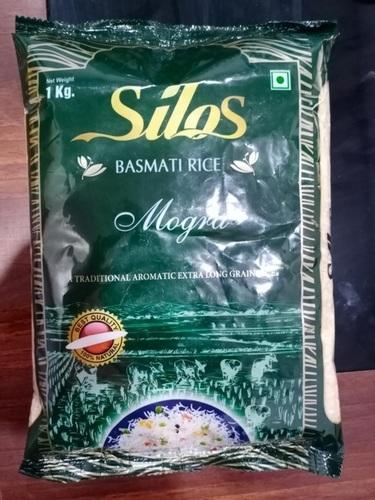 Net Weight
1 Kg.
Silos
BASMATI RICE
Mogra
A TRADITIONAL AROMATIC EXTRA LONG GRAIN
BEST QUALITY
100% NATURAL